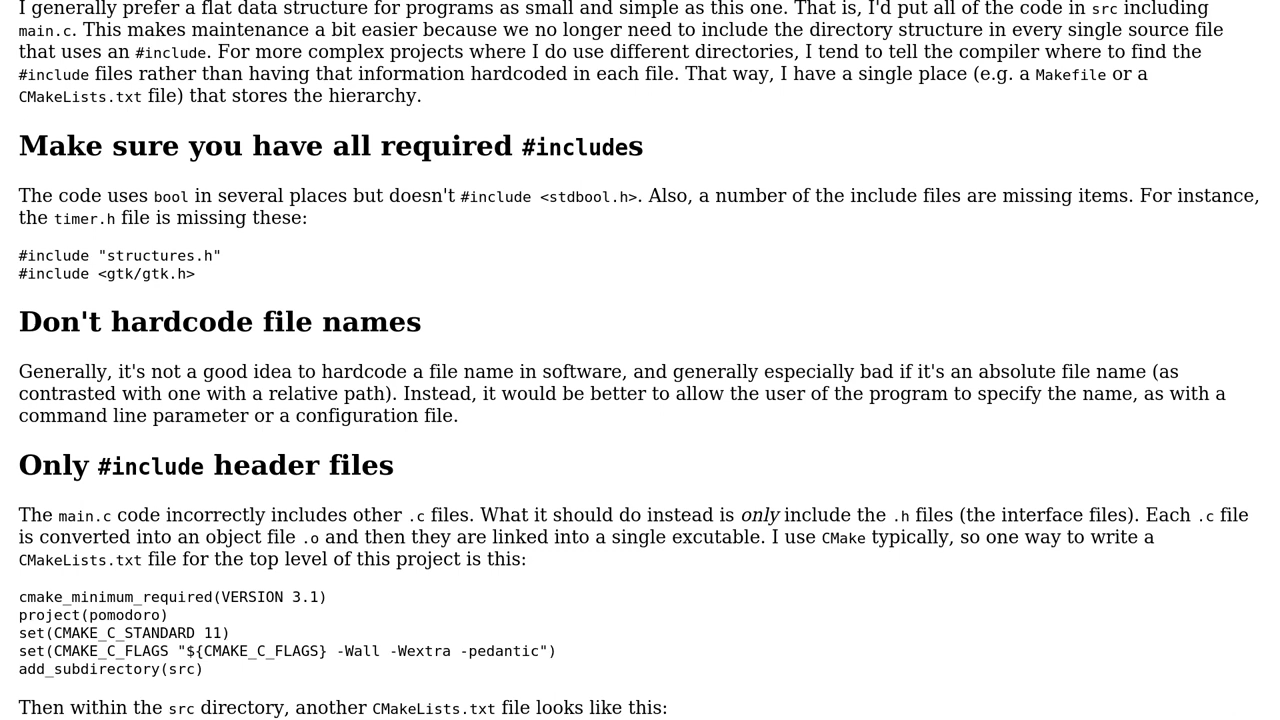 I generally prefer a flat data structure for programs as small and simple as this one. That is, I'd put all of the code in src including
main.c. This makes maintenance a bit easier because we no longer need to include the directory structure in every single source file
that uses an #include. For more complex projects where I do use different directories, I tend to tell the compiler where to find the
#include files rather than having that information hardcoded in each file. That way, I have a single place (e.g. a Makefile or a
CMakeLists.txt file) that stores the hierarchy.
Make sure you have all required #includes
The code uses bool in several places but doesn't #include <stdbool.h>. Also, a number of the include files are missing items. For instance,
the timer.h file is missing these:
#include "structures.h"
#include <gtk/gtk.h>
Don't hardcode file names
Generally, it's not a good idea to hardcode a file name in software, and generally especially bad if it's an absolute file name (as
contrasted with one with a relative path). Instead, it would be better to allow the user of the program to specify the name, as with a
command line parameter or a configuration file.
Only #include header files
The main.c code incorrectly includes other .c files. What it should do instead is only include the .h files (the interface files). Each .c file
is converted into an object file .o and then they are linked into a single excutable. I use CMake typically, so one way to write a
CMakeLists.txt file for the top level of this project is this:
cmake_minimum_required(VERSION 3.1)
project(pomodoro)
set(CMAKE_C_STANDARD 11)
set(CMAKE_C_FLAGS "${CMAKE_C_FLAGS} -Wall -Wextra -pedantic")
add_subdirectory(src)
Then within the src directory, another CMakeLists.txt file looks like this: